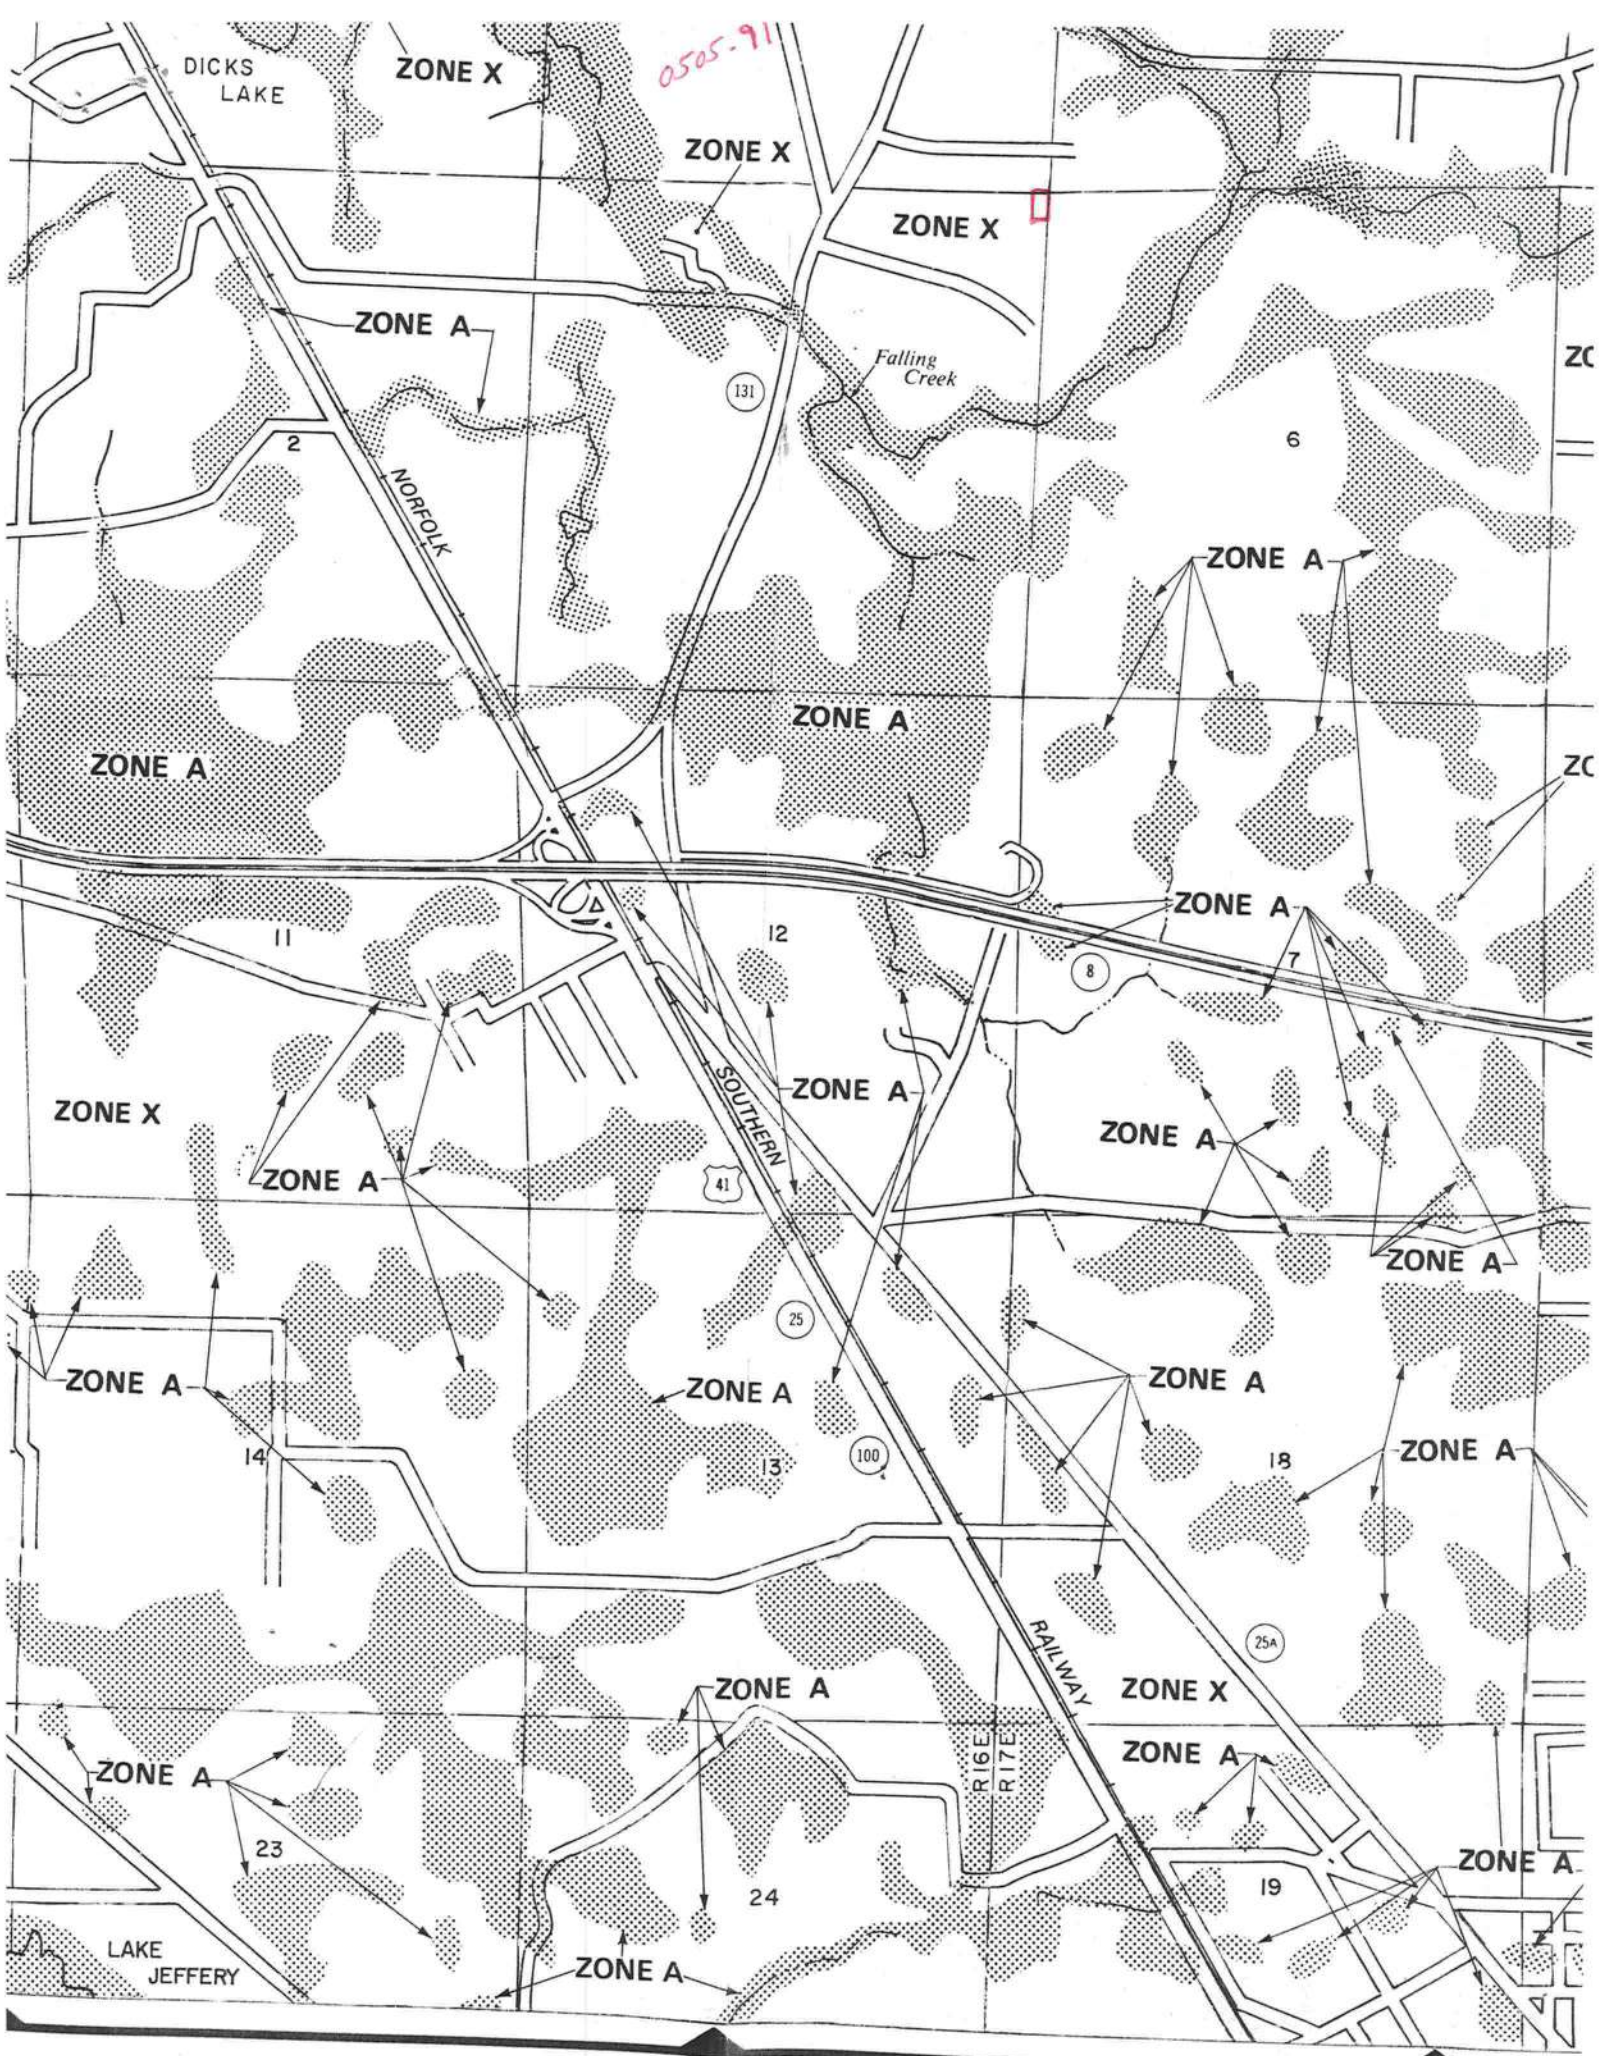 0505-91
DICKS
LAKE
ZONE X
ZONE X
ZONE X
ZONE A
Falling
Creek
ZO
131
2
6
NORFOLK
ZONE A
ZONE A
ZONE A
ZO
ZONE A
11
12
7
8
ZONE X
SOUTHERN
ZONE A
ZONE A
ZONE A
41
ZONE A
25
ZONE A
ZONE A
ZONE A
14
13
100
18
ZONE A
25A
RAILWAY
ZONE A
ZONE X
R16E
R17E
ZONE A
ZONE A
23
24
19
ZONE A
LAKE
JEFFERY
ZONE A